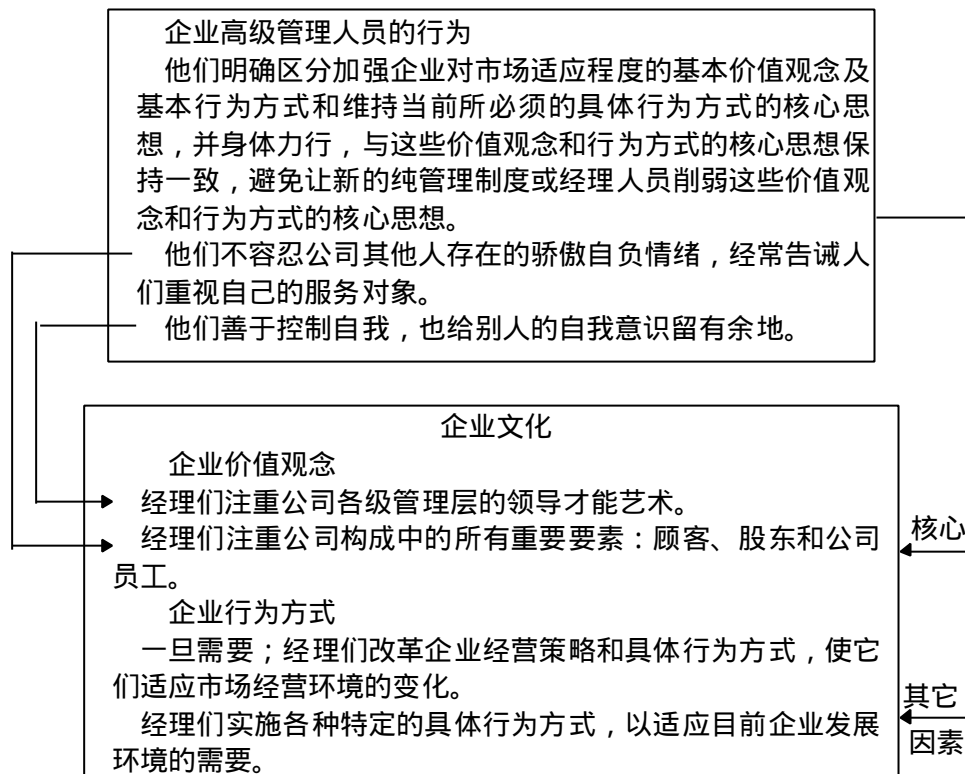 企业高级管理人员的行为
他们明确区分加强企业对市场适应程度的基本价值观念及
基本行为方式和维持当前所必须的具体行为方式的核心思
想，并身体力行，与这些价值观念和行为方式的核心思想保
持一致，避免让新的纯管理制度或经理人员削弱这些价值观
念和行为方式的核心思想。
他们不容忍公司其他人存在的骄傲自负情绪，经常告诫人
们重视自己的服务对象。
他们善于控制自我，也给别人的自我意识留有余地。
企业文化
企业价值观念
经理们注重公司各级管理层的领导才能艺术。
经理们注重公司构成中的所有重要要素：顾客、股东和公司
员工。
企业行为方式
一旦需要；经理们改革企业经营策略和具体行为方式，使它
们适应市场经营环境的变化。
经理们实施各种特定的具体行为方式，以适应目前企业发展
环境的需要。
核心
其它
因素